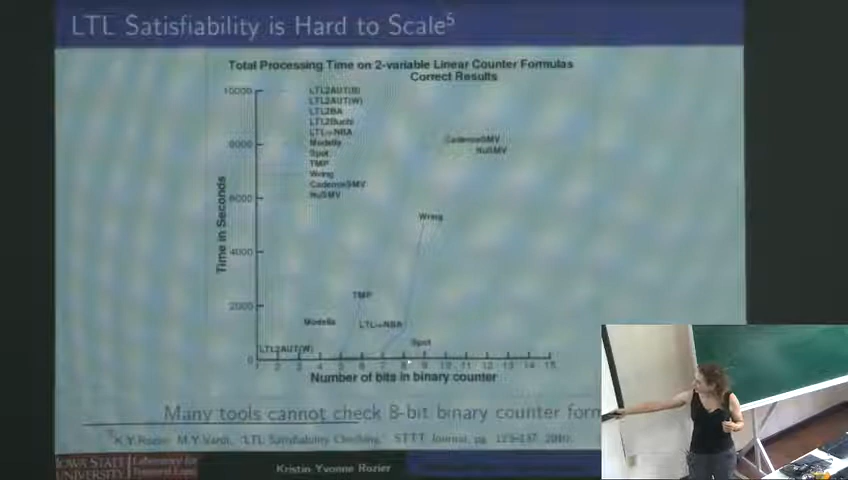 LTL Satisfiability is Hard to Scale5
Total Processing Time on 2-variable Linear Counter Formulas
Correct Results
Time in Seconds
10000
8000
6000
4000
2000
0
LTL2AUT(B)
LTL2AUT(W)
LTL2BA
LTL2Buchi
LTL->NBA
Modella
Spot
TMP
Wring
CadenceSMV
NuSMV
CadenceSMV
NuSMV
Wring
TMP
Modella
LTL->NBA
Spot
LTL2AUT(W)
1 2 3 4 5 6 7 8 9 10 11 12 13 14 15
Number of bits in binary counter
Many tools cannot check 8-bit binary counter
5K.Y.Rozier, M.Y.Vardi, "LTL Satisfiability Checking," STTT Journal, pg. 123-137, 2010.
IOWA STATE
UNIVERSITY
Laboratory for
Temporal Logic
Kristin Yvonne Rozier